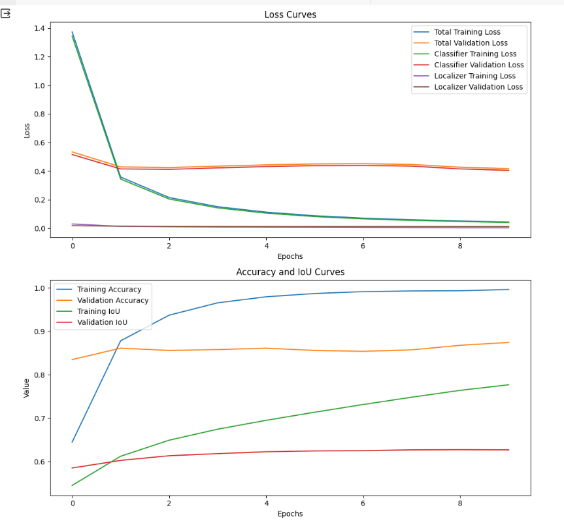 Loss Curves
1.4
1.2
1.0
0.8
0.6
0.4
0.2
0.0
Loss
Total Training Loss
Total Validation Loss
Classifier Training Loss
Classifier Validation Loss
Localizer Training Loss
Localizer Validation Loss
0 2 4 6 8
Epochs
Accuracy and IoU Curves
1.0
0.9
0.8
0.7
0.6
Value
Training Accuracy
Validation Accuracy
Training IoU
Validation IoU
0 2 4 6 8
Epochs